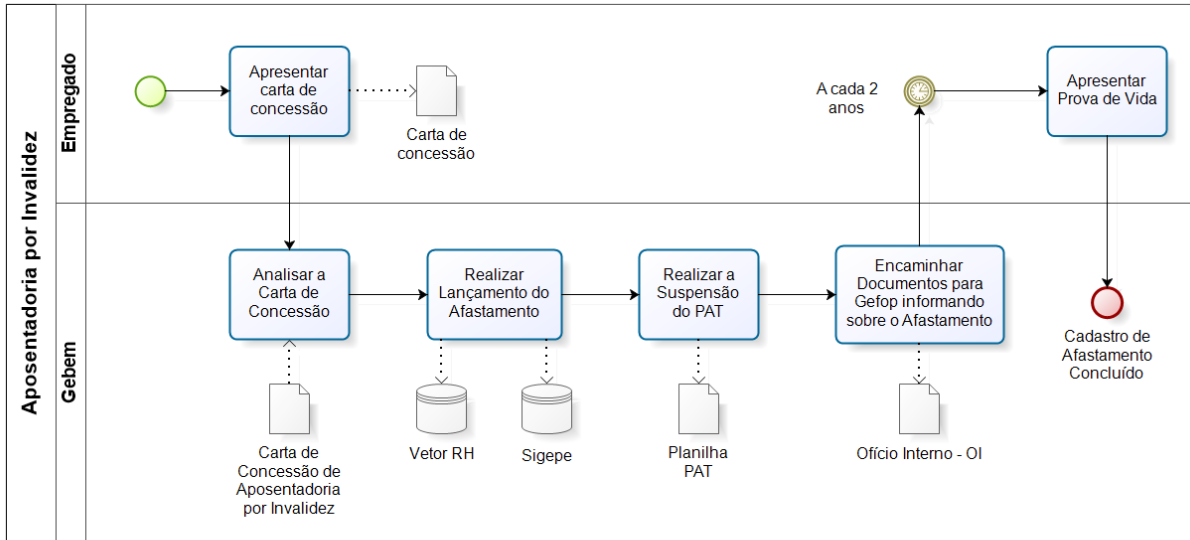 Aposentadoria por Invalidez
Empregado
Apresentar
carta de
concessão
Carta de
concessão
A cada 2
anos
Apresentar
Prova de Vida
Gebem
Analisar a
Carta de
Concessão
Realizar
Lançamento do
Afastamento
Realizar a
Suspensão
do PAT
Encaminhar
Documentos para
Gefop informando
sobre o Afastamento
Cadastro de
Afastamento
Concluído
Carta de
Concessão de
Aposentadoria
por Invalidez
Vetor RH
Sigepe
Planilha
PAT
Ofício Interno - OI